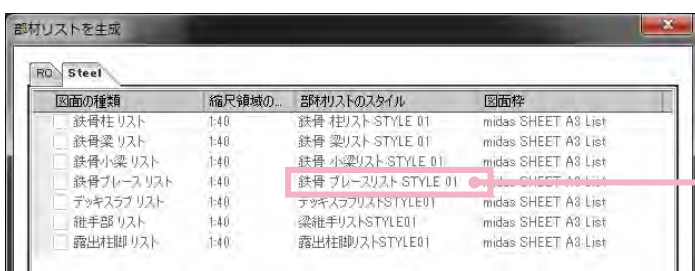 部材リストを生成
RC Steel
図面の種類 縮尺領域の... 部材リストのスタイル 図面枠
鉄骨柱 リスト 1:40 鉄骨 柱リスト STYLE 01 midas SHEET A3 List
鉄骨梁 リスト 1:40 鉄骨 梁リスト STYLE 01 midas SHEET A3 List
鉄骨小梁 リスト 1:40 鉄骨 小梁リスト STYLE 01 midas SHEET A3 List
鉄骨ブレース リスト 1:40 鉄骨 ブレースリスト STYLE 01 midas SHEET A3 List
デッキスラブ リスト 1:40 デッキスラブリストSTYLE01 midas SHEET A3 List
継手部 リスト 1:40 梁継手リストSTYLE01 midas SHEET A3 List
露出柱脚 リスト 1:40 露出柱脚リストSTYLE01 midas SHEET A3 List